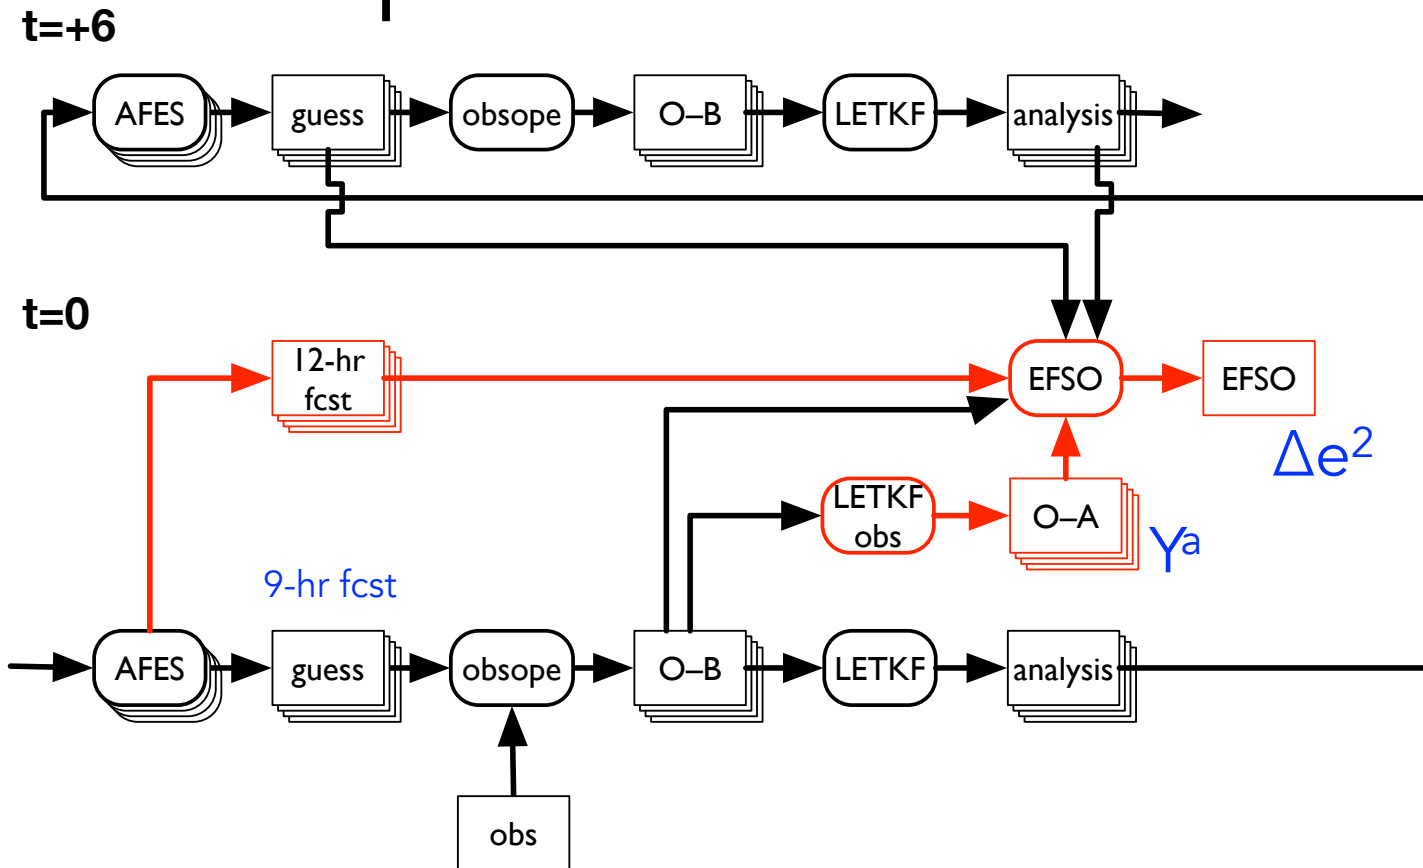 t=+6
AFES
guess
obsope
O–B
LETKF
analysis
t=0
12-hr
fcst
EFSO
EFSO
Δe²
LETKF
obs
O–A
Yᵃ
9-hr fcst
AFES
guess
obsope
O–B
LETKF
analysis
obs